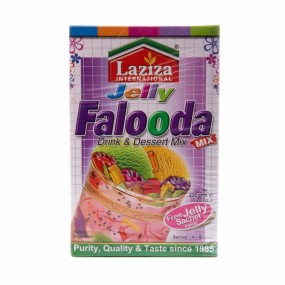 Laziza
INTERNATIONAL
Jelly
Falooda
Drink & Dessert Mix
MIX
Free Jelly
Sachet
Purity, Quality & Taste since 1985